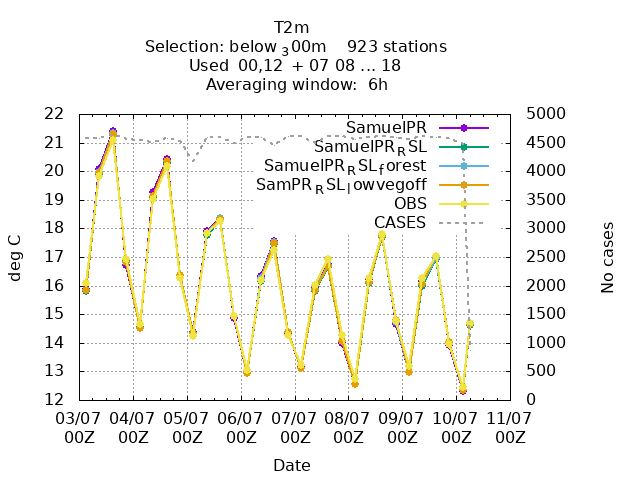 T2m
Selection: below ₃00m 923 stations
Used 00,12 + 07 08 ... 18
Averaging window: 6h
22 21 20 19 18 17 16 15 14 13 12
deg C
SamuelPR
SamuelPR_RSL
SamuelPR_RSL_forest
SamPR_RSL_lowvegoff
OBS
CASES
5000 4500 4000 3500 3000 2500 2000 1500 1000 500 0
No cases
03/07 04/07 05/07 06/07 07/07 08/07 09/07 10/07 11/07
00Z 00Z 00Z 00Z 00Z 00Z 00Z 00Z 00Z
Date